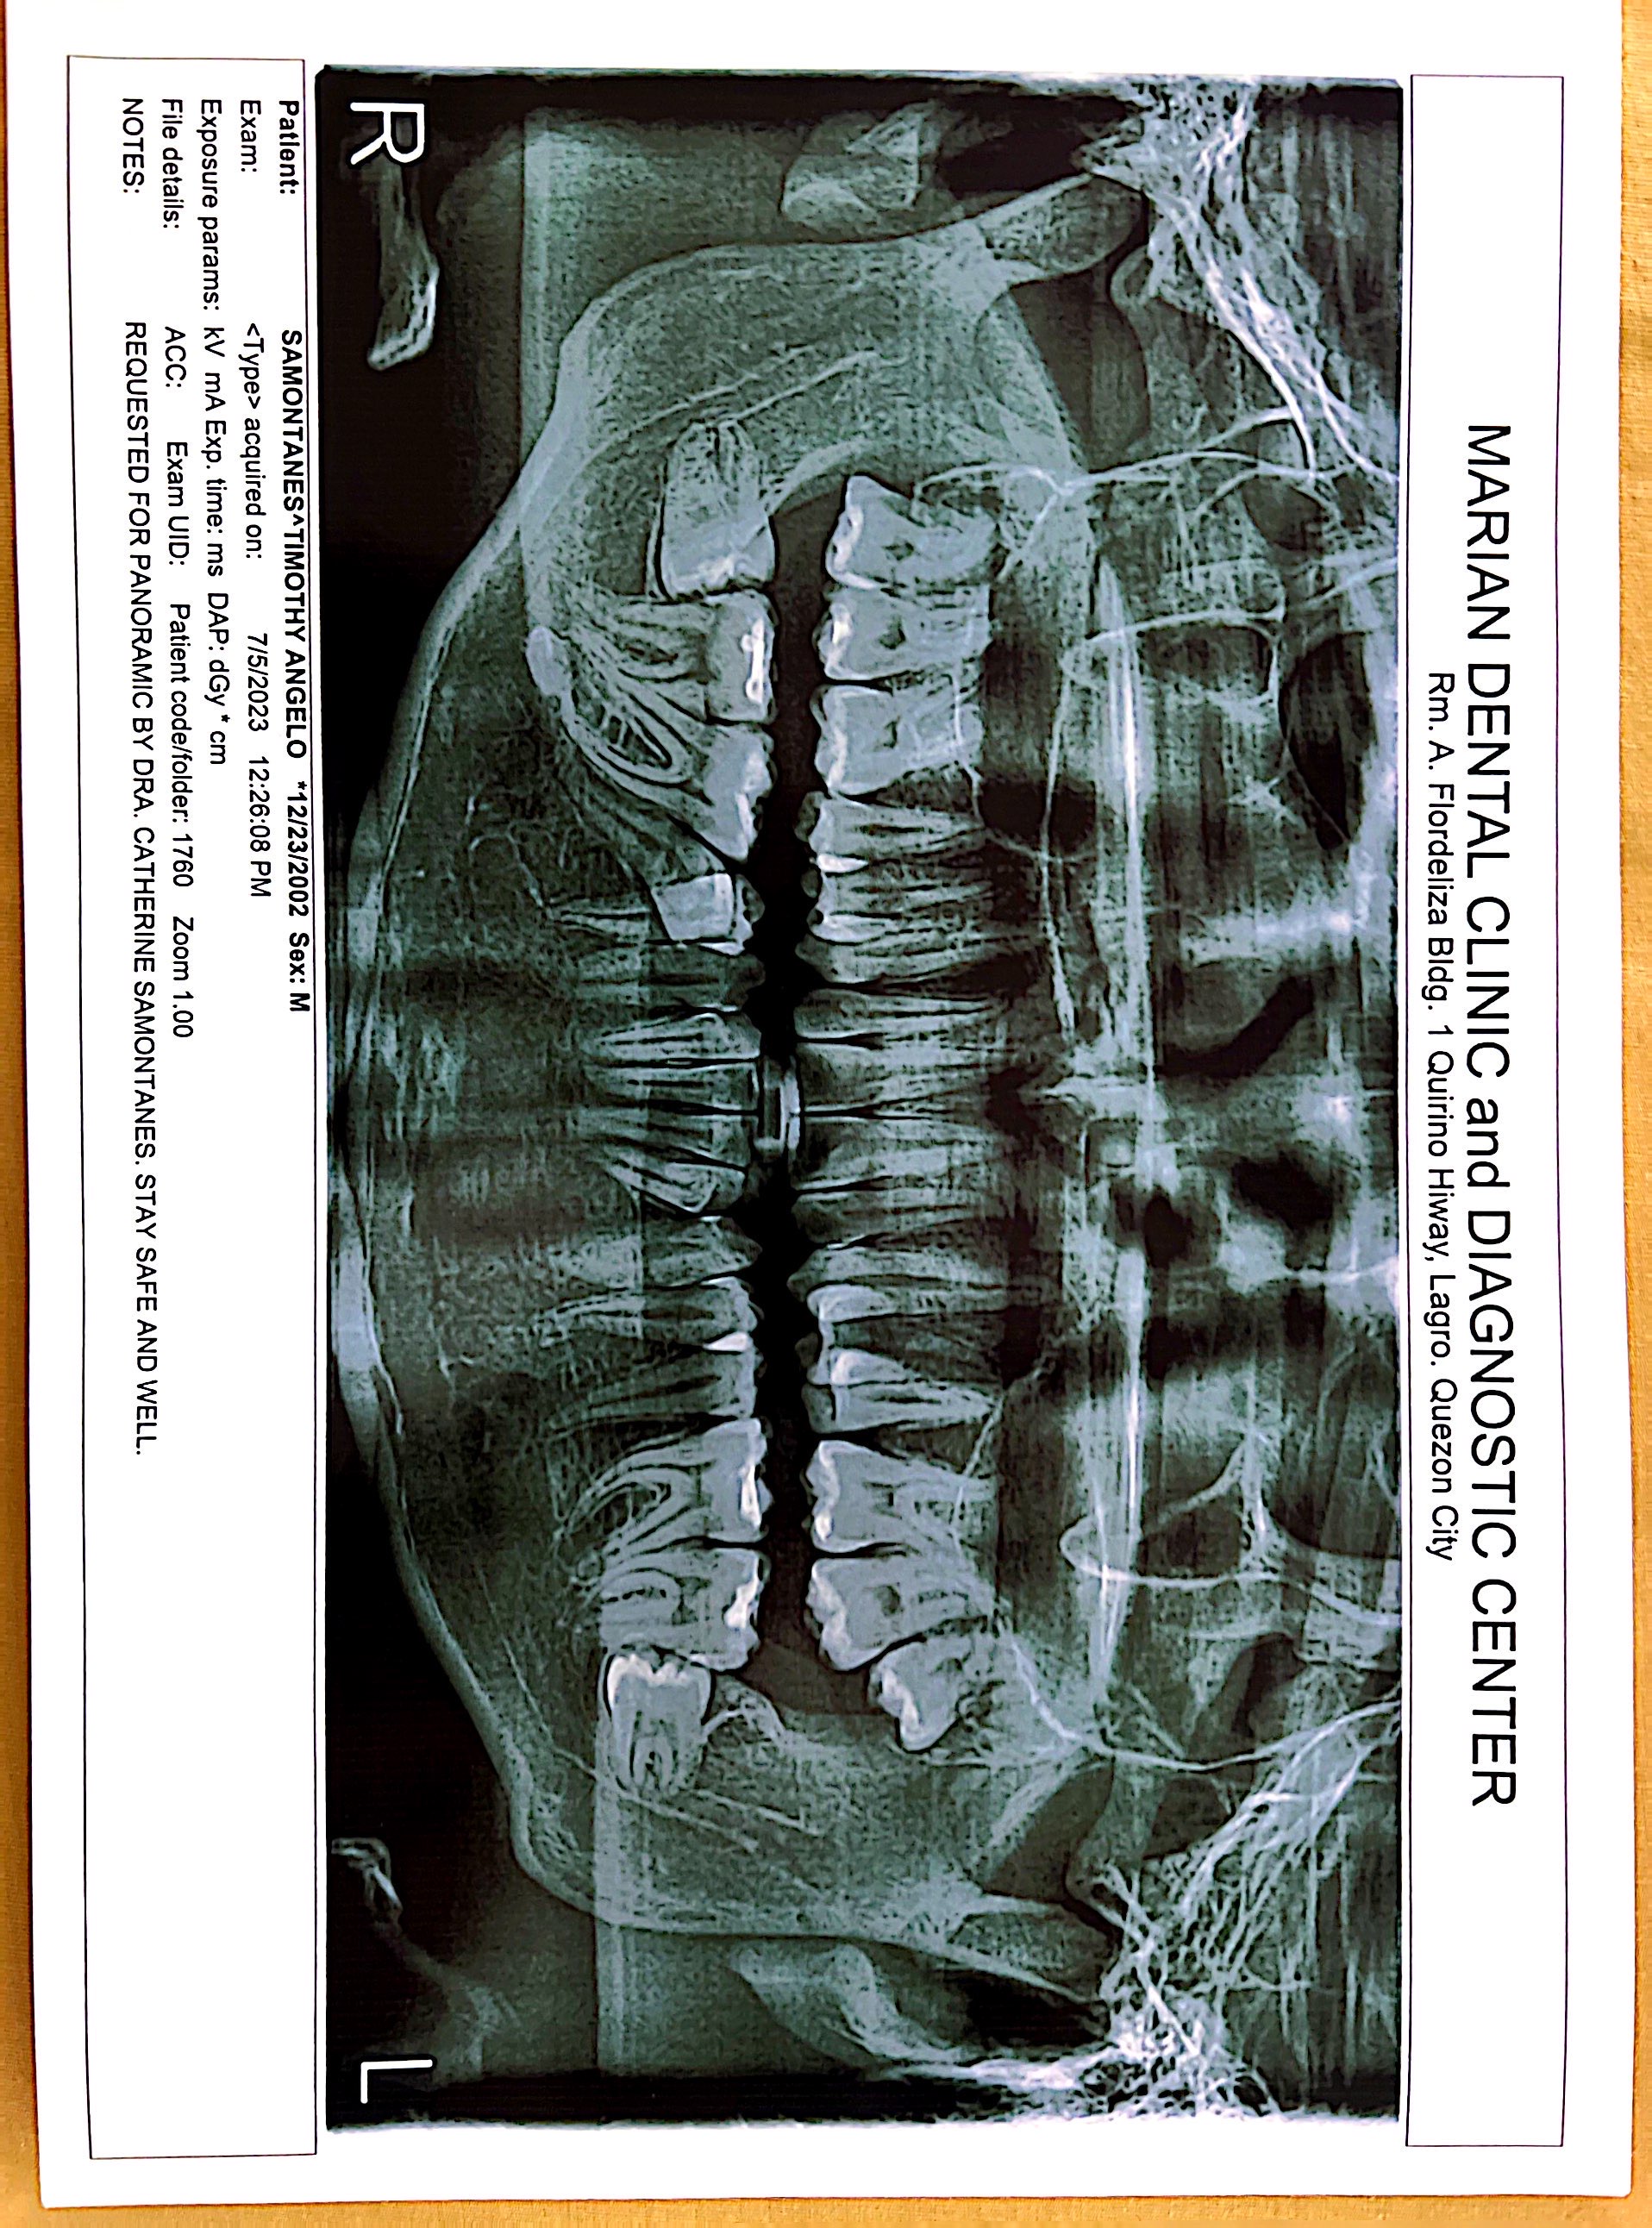 MARIAN DENTAL CLINIC and DIAGNOSTIC CENTER
Rm. A. Flordeliza Bldg. 1 Quirino Hiway, Lagro. Quezon City
R L
Patient: SAMONTANES^TIMOTHY ANGELO *12/23/2002 Sex: M
Exam: <Type> acquired on: 7/5/2023 12:26:08 PM
Exposure params: kV mA Exp. time: ms DAP: dGy * cm
File details: ACC: Exam UID: Patient code/folder: 1760 Zoom 1.00
NOTES: REQUESTED FOR PANORAMIC BY DRA. CATHERINE SAMONTANES. STAY SAFE AND WELL.